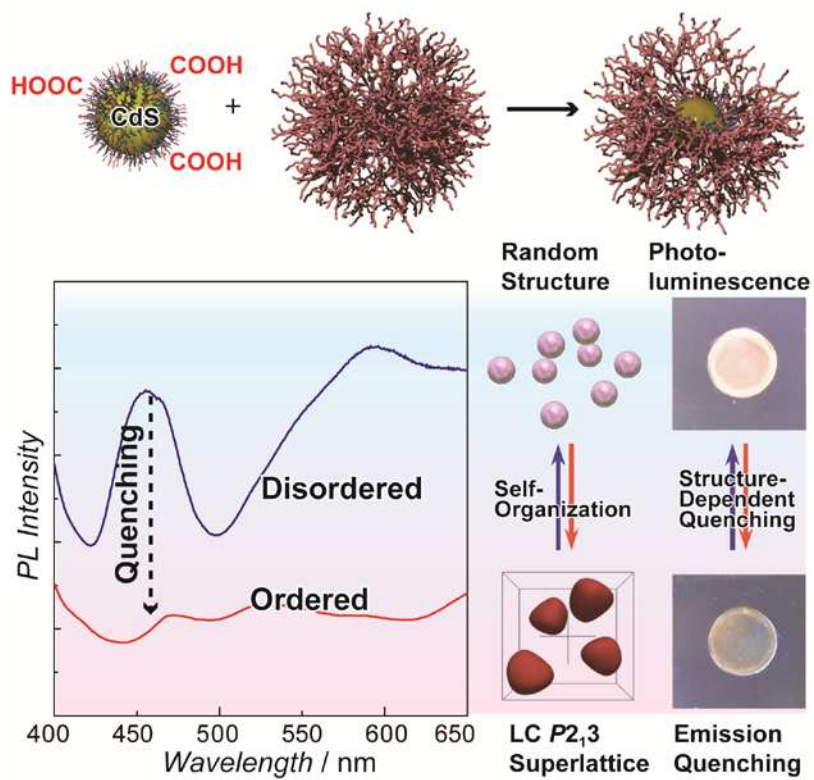 HOOC
COOH
CdS
COOH
+
Random
Structure
Photo-
luminescence
PL Intensity
Quenching
Disordered
Ordered
Self-
Organization
Structure-
Dependent
Quenching
400 450 500 550 600 650
Wavelength / nm
LC P2₁3
Superlattice
Emission
Quenching